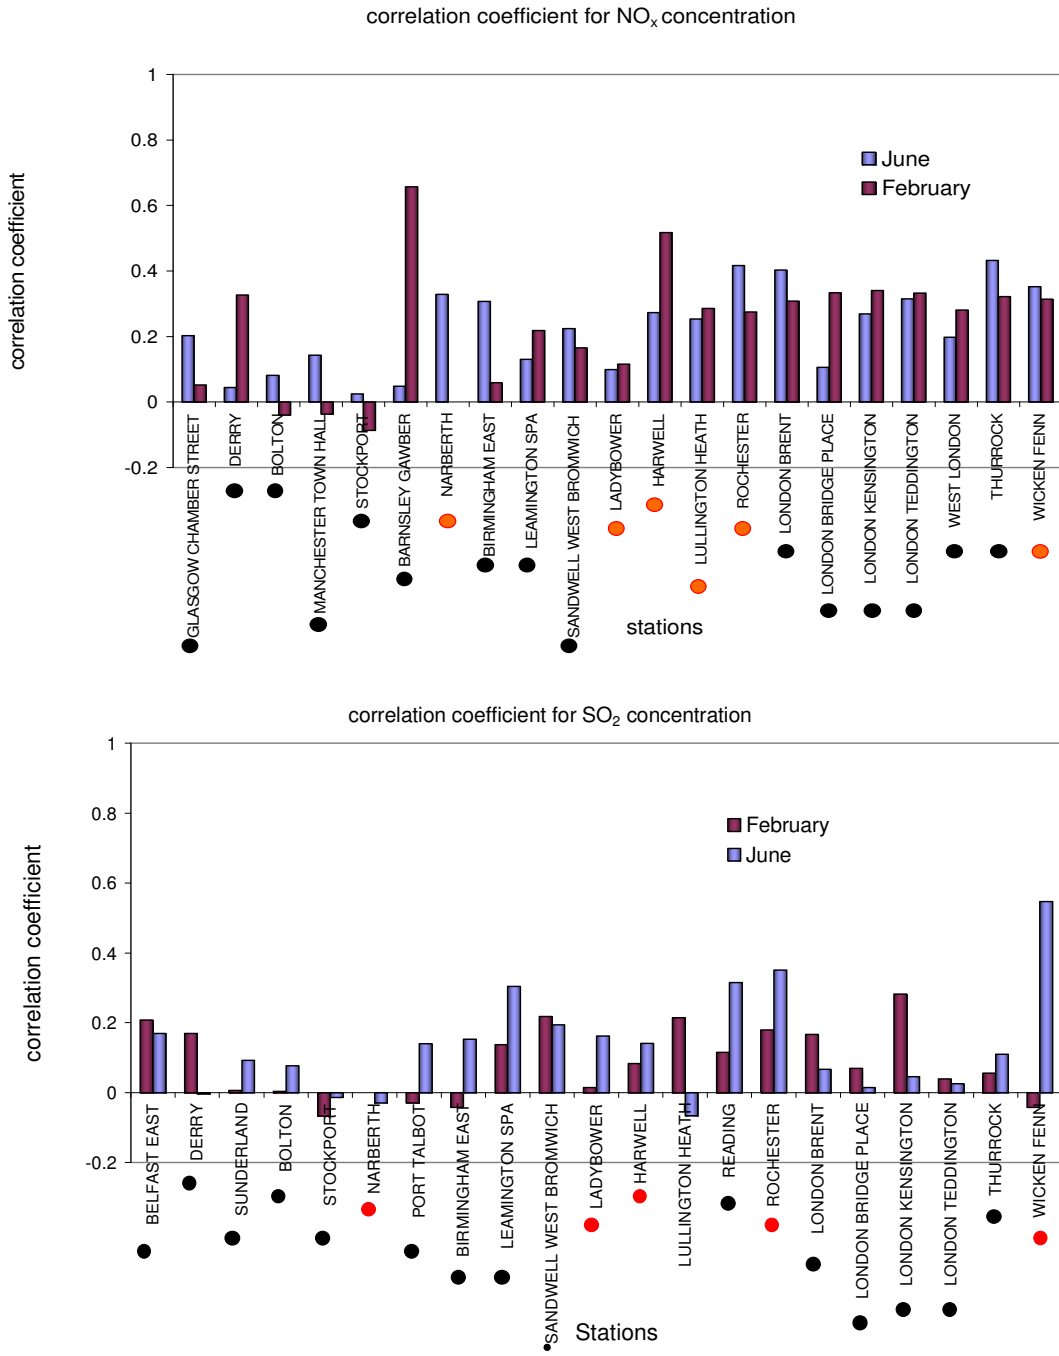 correlation coefficient for NOx concentration
correlation coefficient
1
0.8
0.6
0.4
0.2
0
-0.2
June
February
GLASGOW CHAMBER STREET
DERRY
BOLTON
MANCHESTER TOWN HALL
STOCKPORT
BARNSLEY GAWBER
NARBERTH
BIRMINGHAM EAST
LEAMINGTON SPA
SANDWELL WEST BROMWICH
LADYBOWER
HARWELL
LULLINGTON HEATH
ROCHESTER
LONDON BRENT
LONDON BRIDGE PLACE
LONDON KENSINGTON
LONDON TEDDINGTON
WEST LONDON
THURROCK
WICKEN FENN
stations
correlation coefficient for SO2 concentration
correlation coefficient
1
0.8
0.6
0.4
0.2
0
-0.2
February
June
BELFAST EAST
DERRY
SUNDERLAND
BOLTON
STOCKPORT
NARBERTH
PORT TALBOT
BIRMINGHAM EAST
LEAMINGTON SPA
SANDWELL WEST BROMWICH
LADYBOWER
HARWELL
LULLINGTON HEATH
READING
ROCHESTER
LONDON BRENT
LONDON BRIDGE PLACE
LONDON KENSINGTON
LONDON TEDDINGTON
THURROCK
WICKEN FENN
Stations